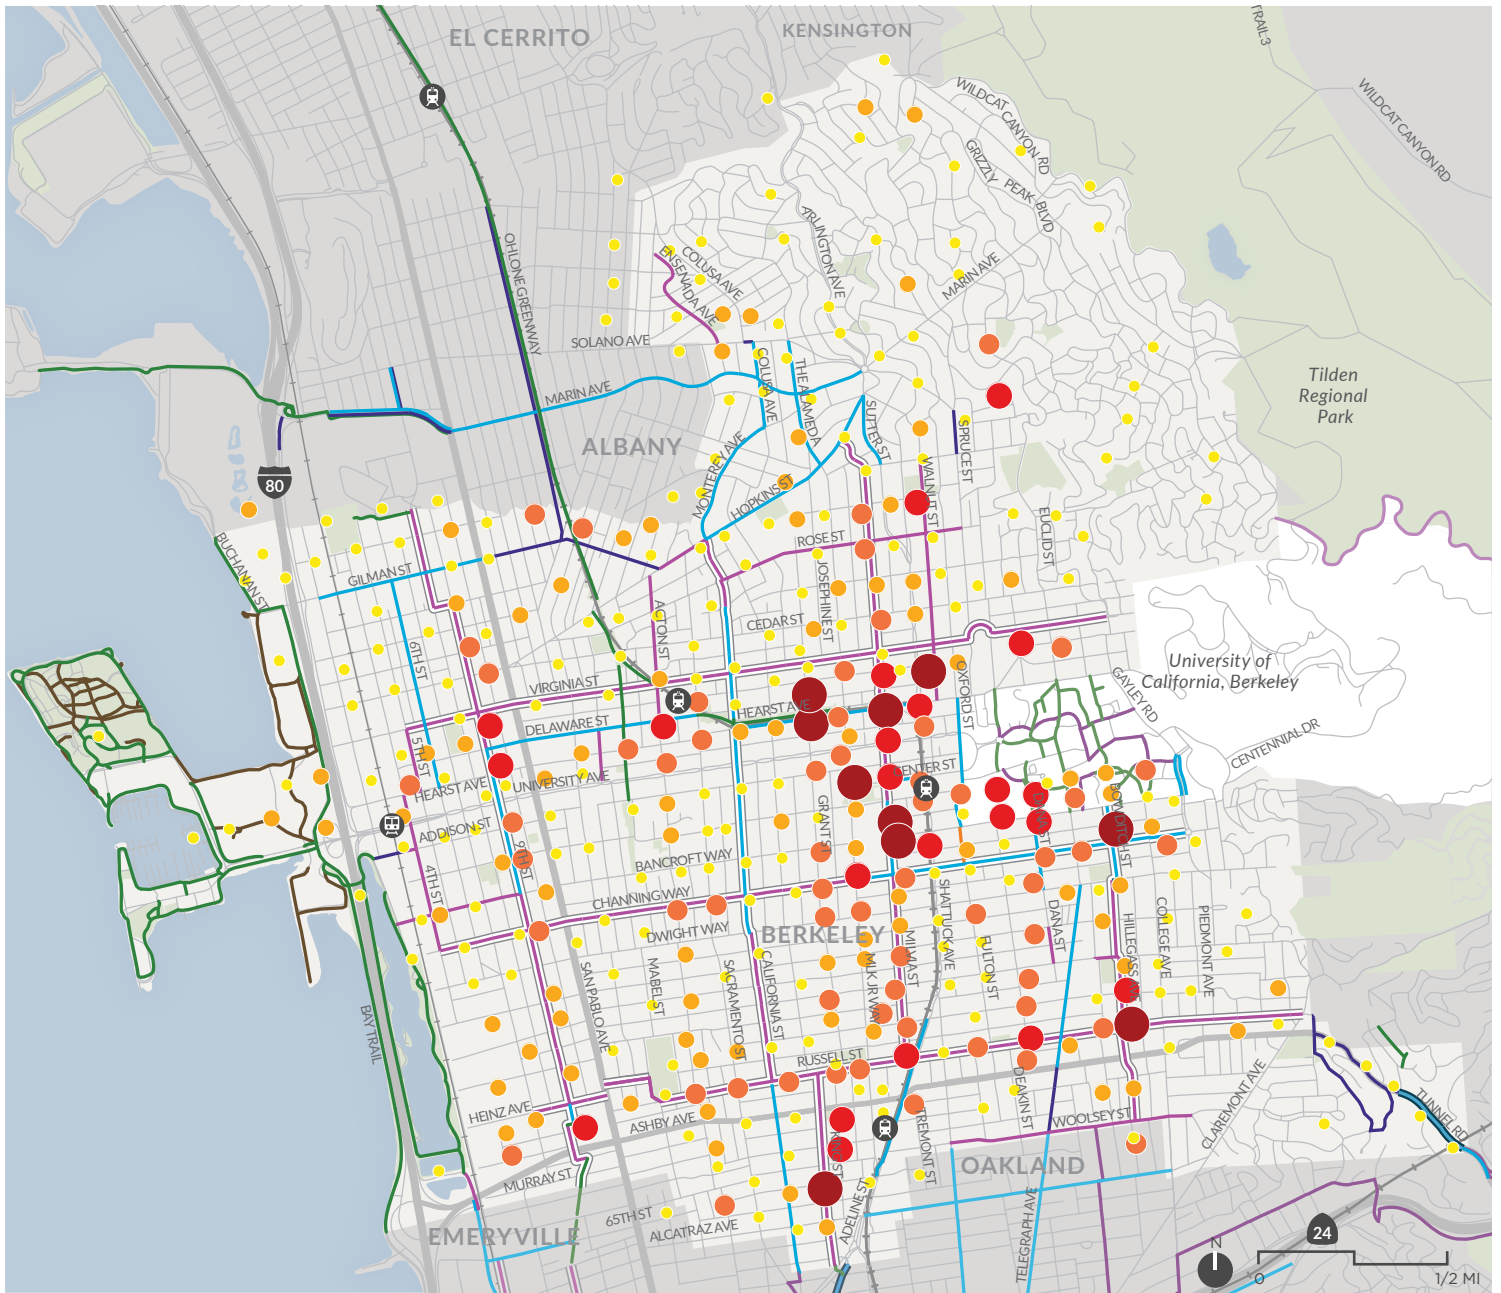 EL CERRITO
KENSINGTON
TRAIL 3
WILDCAT CANYON RD
WILDCAT CANYON RD
GRIZZLY PEAK BLVD
ARLINGTON AVE
OHLONE GREENWAY
COLUSA AVE
ENSENADA AVE
MARIN AVE
SOLANO AVE
COLUSA AVE
THE ALAMEDA
MARIN AVE
SUTTER ST
SPRUCE ST
Tilden
Regional
Park
ALBANY
MONTEREY AVE
WALNUT ST
80
HOPKINS ST
EUCLID ST
BUCHANAN ST
ROSE ST
GILMAN ST
JOSEPHINE ST
ACTON ST
CEDAR ST
6TH ST
University of
California, Berkeley
VIRGINIA ST
OXFORD ST
GAYLEY RD
HEARST AVE
DELAWARE ST
CENTENNIAL DR
5TH ST
CENTER ST
HEARST AVE
UNIVERSITY AVE
GRANT ST
DANA ST
BOWDITCH ST
ADDISON ST
9TH ST
BANCROFT WAY
4TH ST
CHANNING WAY
SHATTUCK AVE
DANA ST
HILLEGASS AVE
COLLEGE AVE
PIEDMONT AVE
DWIGHT WAY
BERKELEY
MILVIA ST
FULTON ST
SAN PABLO AVE
MABEL ST
SACRAMENTO ST
CALIFORNIA ST
MLK JR WAY
BAY TRAIL
RUSSELL ST
DEAKIN ST
HEINZ AVE
ASHBY AVE
TREMONT ST
WOOLSEY ST
CLAREMONT AVE
TUNNEL RD
KING ST
OAKLAND
MURRAY ST
65TH ST
ADELINE ST
TELEGRAPH AVE
EMERYVILLE
ALCATRAZ AVE
24
N
0
1/2 MI